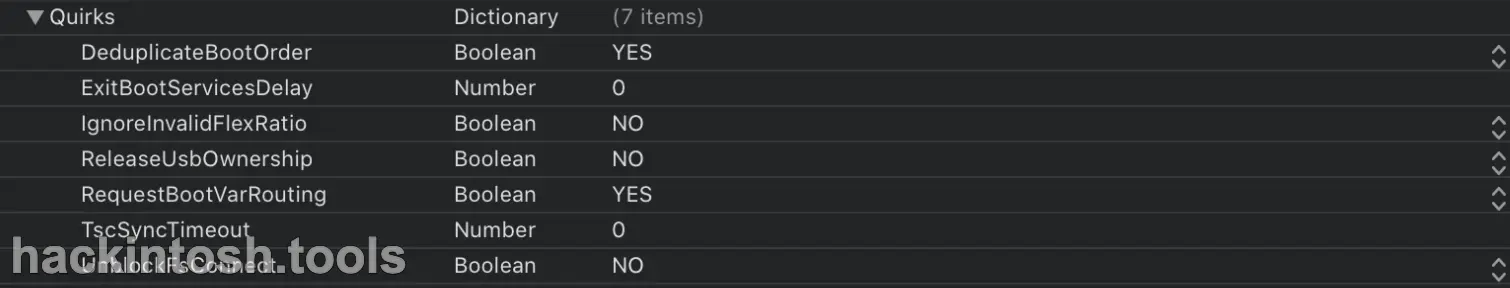 Quirks Dictionary (7 items)
DeduplicateBootOrder Boolean YES
ExitBootServicesDelay Number 0
IgnoreInvalidFlexRatio Boolean NO
ReleaseUsbOwnership Boolean NO
RequestBootVarRouting Boolean YES
TscSyncTimeout Number 0
hackintosh.tools
UnblockFsConnect Boolean NO